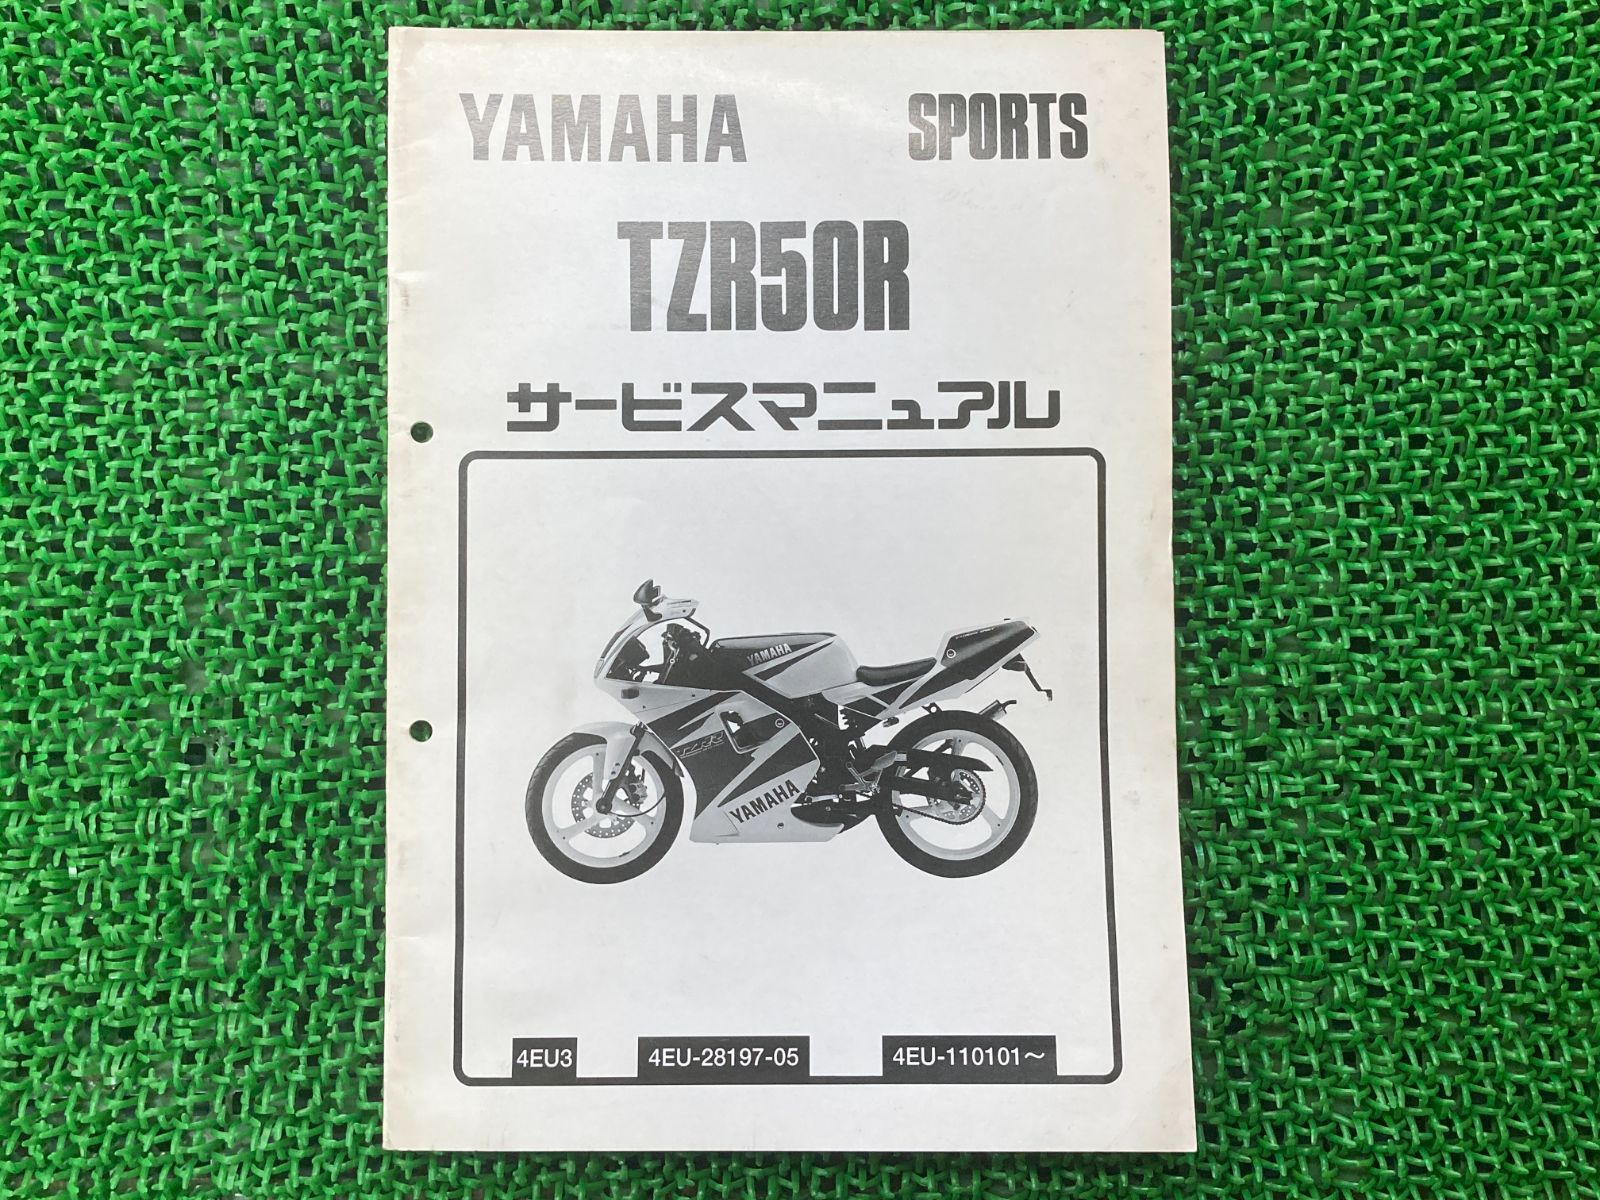 YAMAHA SPORTS
TZR50R
サービスマニュアル
YAMAHA
TZR
YAMAHA
4EU3 4EU-28197-05 4EU-110101～